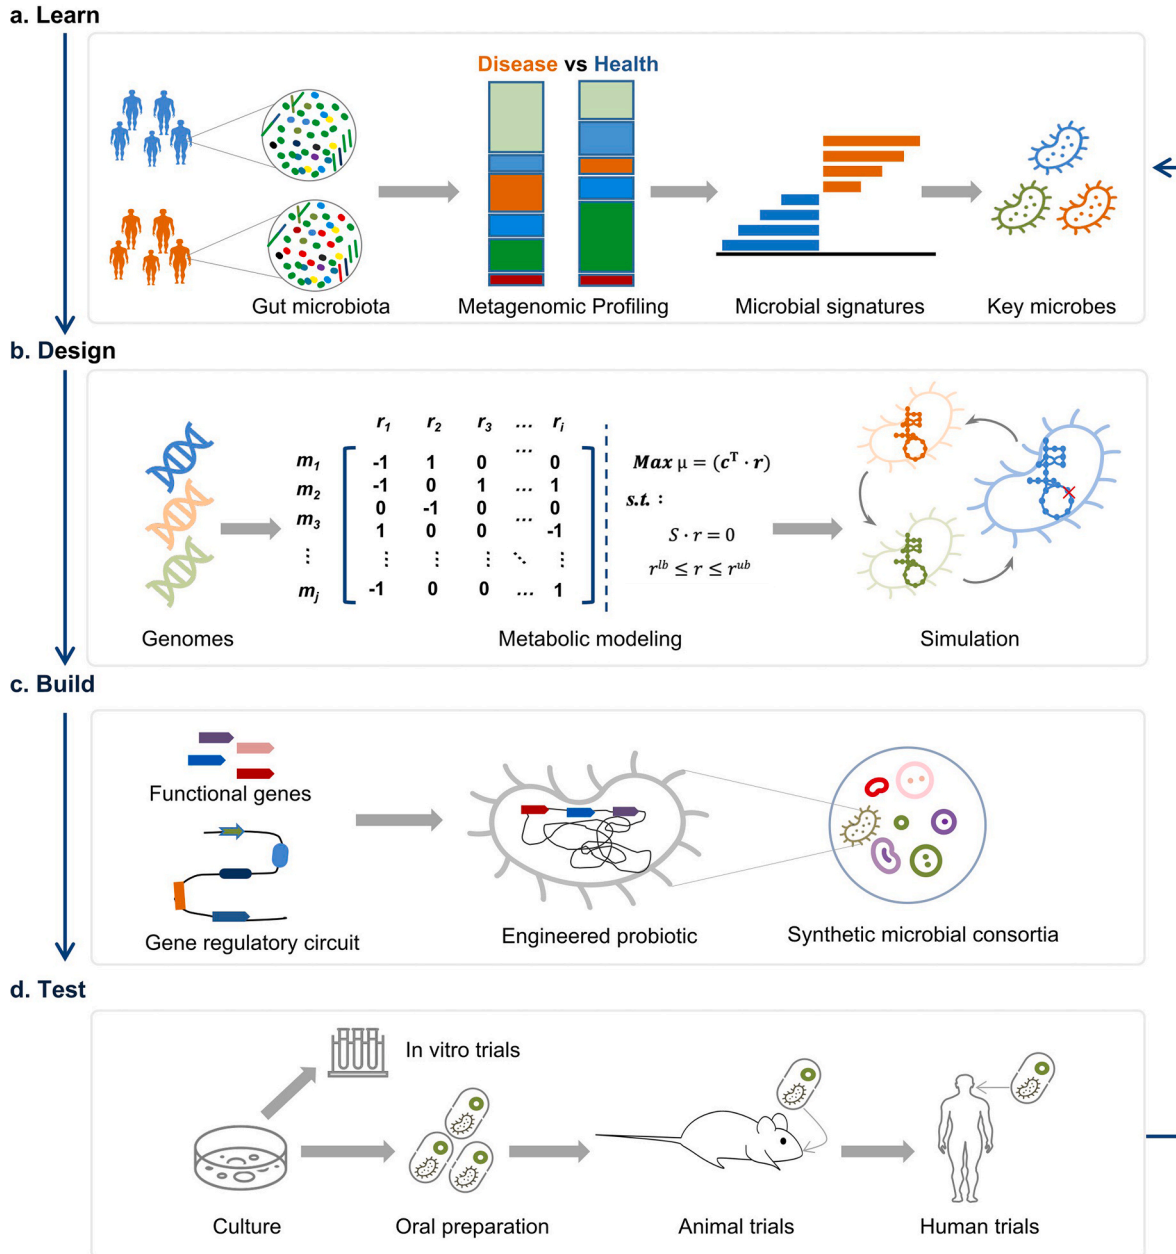 a. Learn
Disease vs Health
Gut microbiota
Metagenomic Profiling
Microbial signatures
Key microbes
b. Design
r1 r2 r3 ... ri
...
m1 -1 1 0 0
m2 -1 0 1 ... 1
0 -1 0 0
m3 ...
1 0 0 -1
⋮ ⋮ ⋮ ⋮ ⋱ ⋮
mj -1 0 0 ... 1
Max μ = (cT · r)
s.t. :
S · r = 0
rlb ≤ r ≤ rub
Genomes
Metabolic modeling
Simulation
c. Build
Functional genes
Gene regulatory circuit
Engineered probiotic
Synthetic microbial consortia
d. Test
In vitro trials
Culture
Oral preparation
Animal trials
Human trials